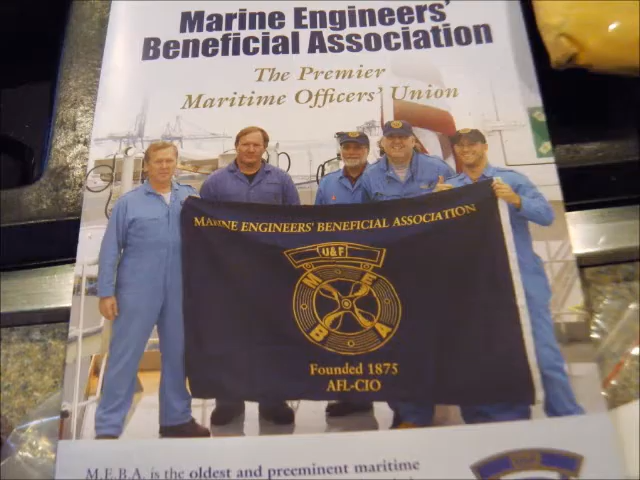 Marine Engineers'
Beneficial Association
The Premier
Maritime Officers' Union
MARINE ENGINEERS' BENEFICIAL ASSOCIATION
U&F
M E
B A
Founded 1875
AFL-CIO
M.E.B.A. is the oldest and preeminent maritime